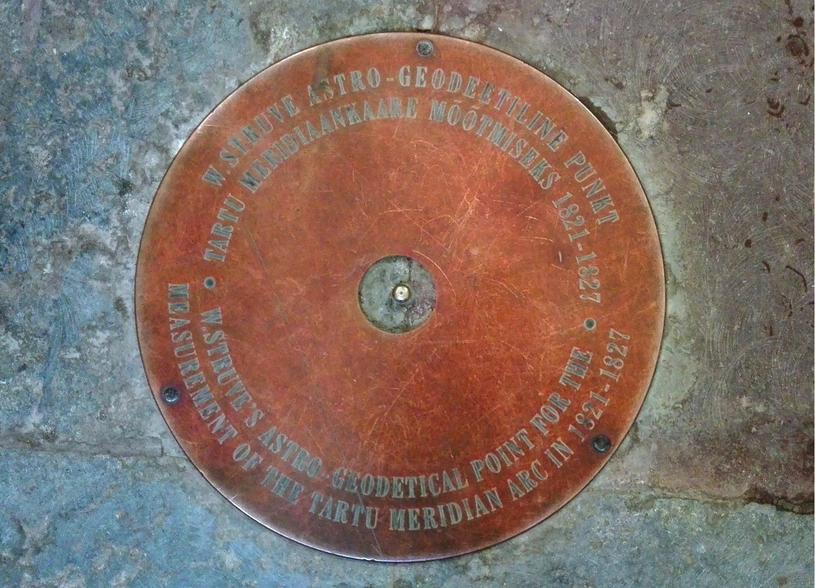 W.STRUVE ASTRO-GEODEETILINE PUNKT
TARTU MERIDIAANKAARE MÕÕTMISEKS 1821-1827
W.STRUVE'S ASTRO-GEODETICAL POINT FOR THE
MEASUREMENT OF THE TARTU MERIDIAN ARC IN 1821-1827